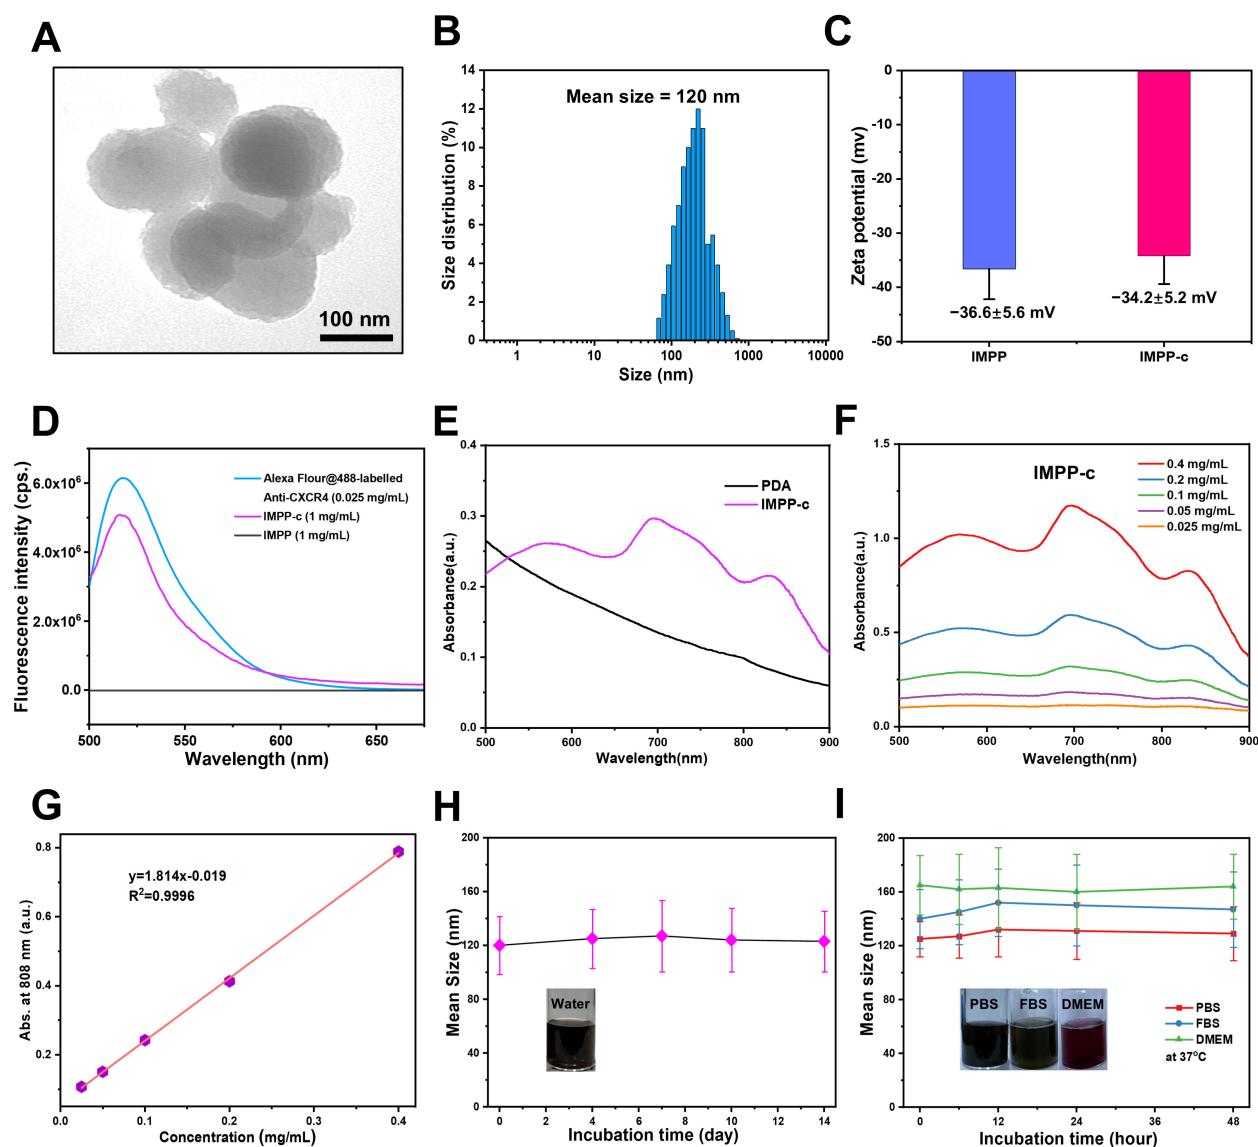 A
100 nm
B
Mean size = 120 nm
Size distribution (%)
14
12
10
8
6
4
2
0
1 10 100 1000 10000
Size (nm)
C
Zeta potential (mv)
0
-10
-20
-30
-40
-50
−36.6±5.6 mV
−34.2±5.2 mV
IMPP IMPP-c
D
Fluorescence intensity (cps.)
6.0x10⁶
4.0x10⁶
2.0x10⁶
0.0
Alexa Flour@488-labelled
Anti-CXCR4 (0.025 mg/mL)
IMPP-c (1 mg/mL)
IMPP (1 mg/mL)
500 550 600 650
Wavelength (nm)
E
Absorbance(a.u.)
0.4
0.3
0.2
0.1
0.0
PDA
IMPP-c
500 600 700 800 900
Wavelength(nm)
F
Absorbance(a.u.)
1.5
1.0
0.5
0.0
IMPP-c
0.4 mg/mL
0.2 mg/mL
0.1 mg/mL
0.05 mg/mL
0.025 mg/mL
500 600 700 800 900
Wavelength(nm)
G
Abs. at 808 nm (a.u.)
0.8
0.6
0.4
0.2
y=1.814x-0.019
R²=0.9996
0.0 0.1 0.2 0.3 0.4
Concentration (mg/mL)
H
Mean Size (nm)
200
160
120
80
40
0
Water
0 2 4 6 8 10 12 14
Incubation time (day)
I
Mean size (nm)
200
160
120
80
40
0
PBS FBS DMEM
PBS
FBS
DMEM
at 37°C
0 12 24 36 48
Incubation time (hour)